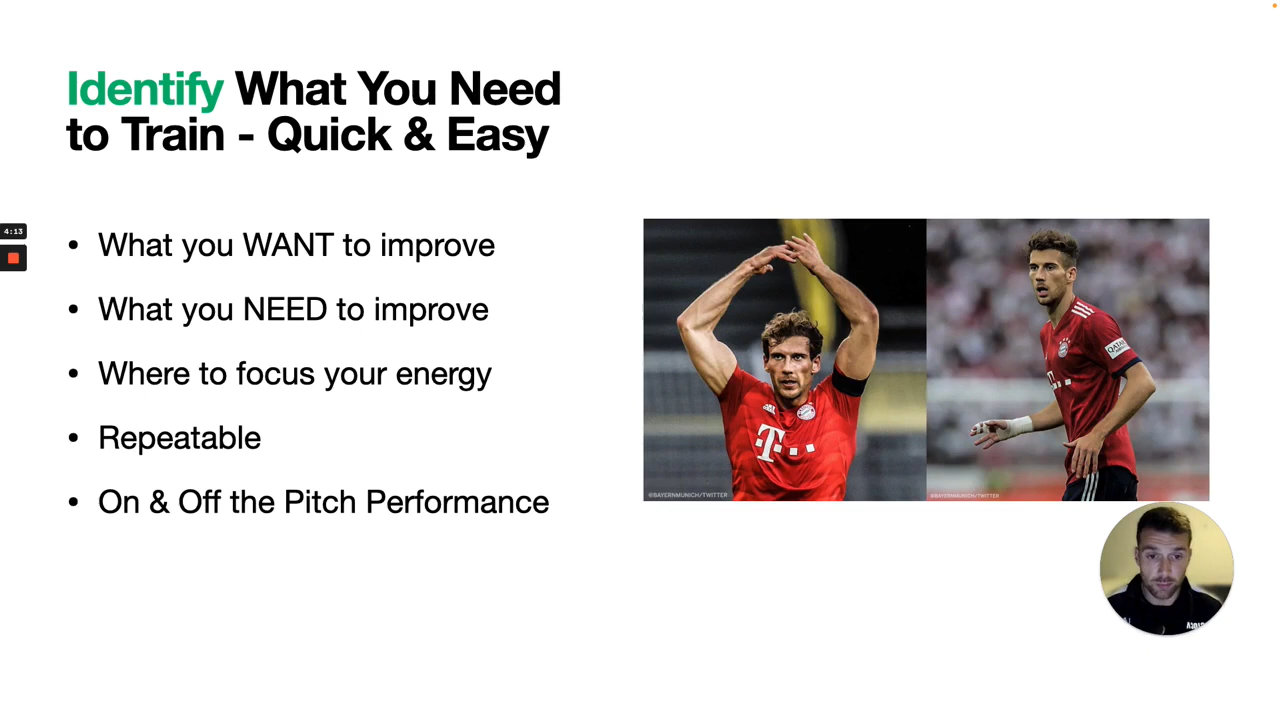 Identify What You Need
to Train - Quick & Easy
4:13
• What you WANT to improve
• What you NEED to improve
• Where to focus your energy
• Repeatable
• On & Off the Pitch Performance
T
@BAYERNMUNICH/TWITTER
QATAR
@BAYERNMUNICH/TWITTER